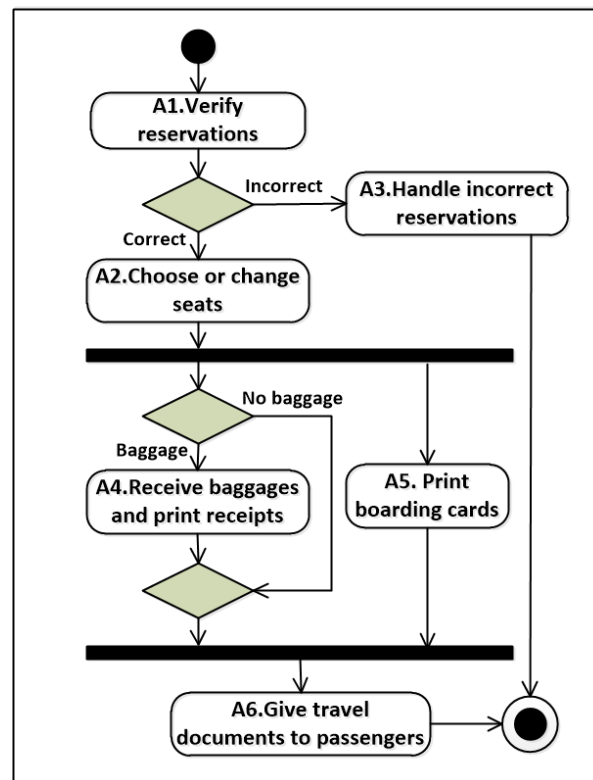 A1.Verify
reservations
Incorrect
A3.Handle incorrect
reservations
Correct
A2.Choose or change
seats
No baggage
Baggage
A4.Receive baggages
and print receipts
A5. Print
boarding cards
A6.Give travel
documents to passengers